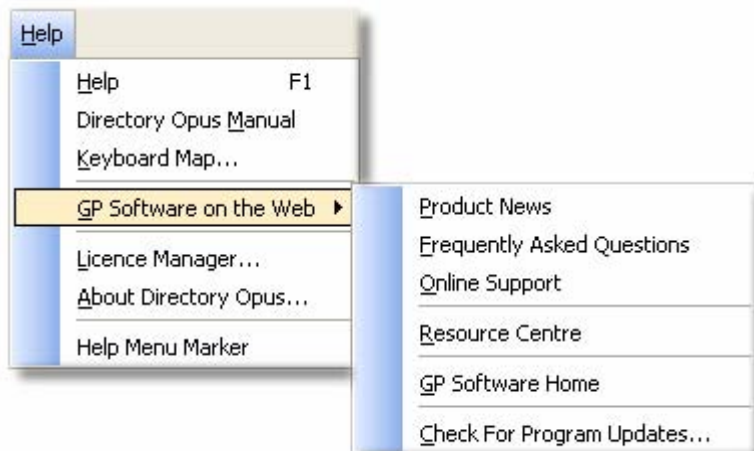 Help
Help F1
Directory Opus Manual
Keyboard Map...
GP Software on the Web
Licence Manager...
About Directory Opus...
Help Menu Marker
Product News
Frequently Asked Questions
Online Support
Resource Centre
GP Software Home
Check For Program Updates...